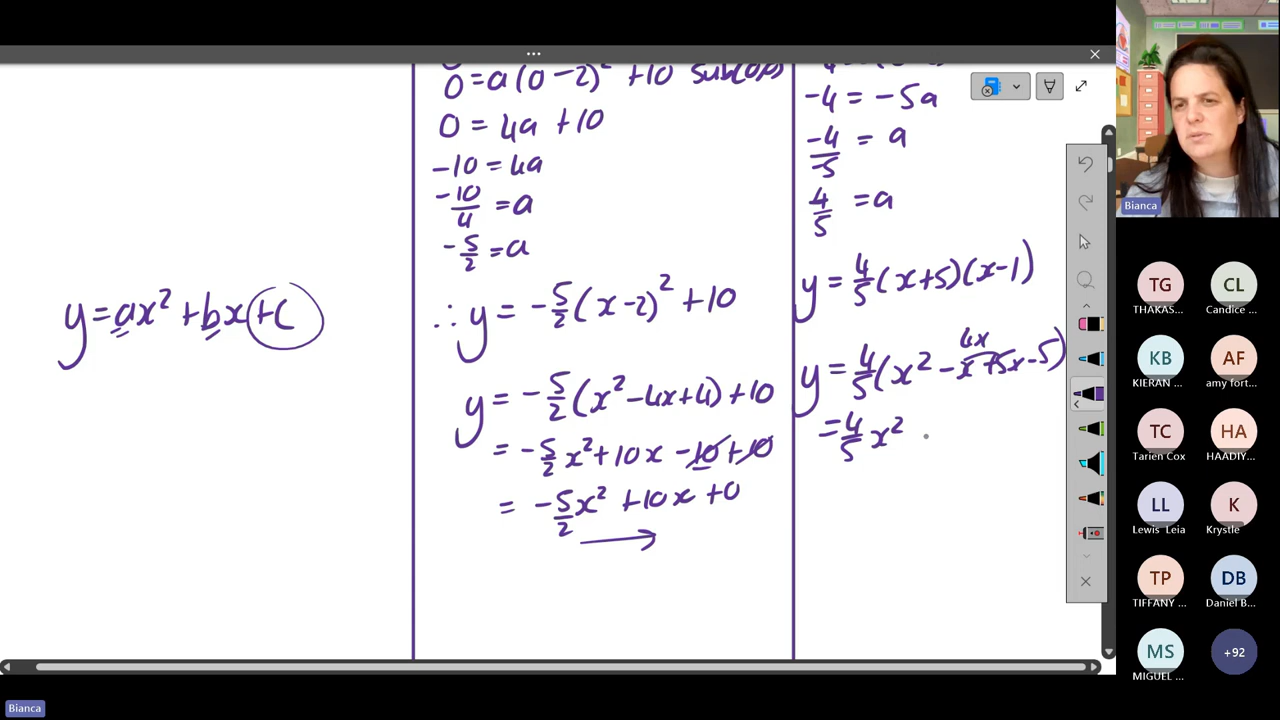 y = ax² + bx + c
0 = a(0 - 2)² + 10
0 = 4a + 10
-10 = 4a
-10/4 = a
-5/2 = a
∴ y = -5/2(x - 2)² + 10
y = -5/2(x² - 4x + 4) + 10
= -5/2x² + 10x - 10 + 10
= -5/2x² + 10x + 0
-4 = -5a
-4/-5 = a
4/5 = a
y = 4/5(x + 5)(x - 1)
4x
y = 4/5(x² - x + 5x - 5)
= 4/5x²
Bianca
TG
THAKAS...
CL
Candice ...
KB
KIERAN ...
AF
amy fort...
TC
Tarien Cox
HA
HAADIY...
LL
Lewis Leia
K
Krystle
TP
TIFFANY ...
DB
Daniel B...
MS
MIGUEL ...
+92
Bianca